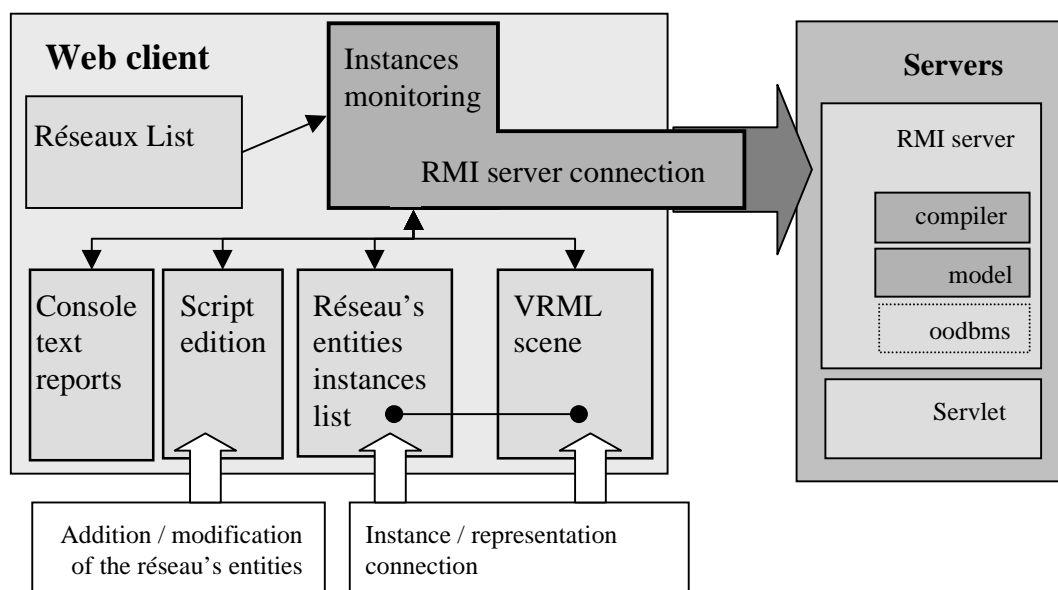 Web client
Réseaux List
Instances
monitoring
RMI server connection
Console
text
reports
Script
edition
Réseau's
entities
instances
list
VRML
scene
Addition / modification
of the réseau's entities
Instance / representation
connection
Servers
RMI server
compiler
model
oodbms
Servlet